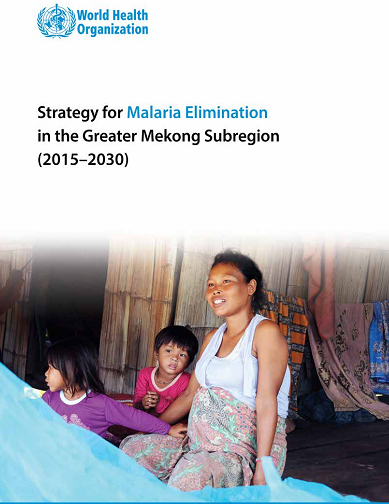 World Health
Organization
Strategy for Malaria Elimination
in the Greater Mekong Subregion
(2015–2030)